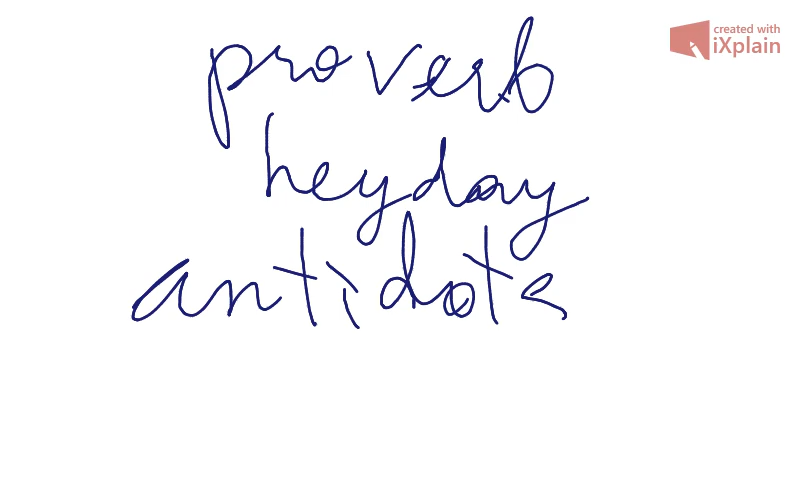 created with
iXplain
proverb
heyday
antidote